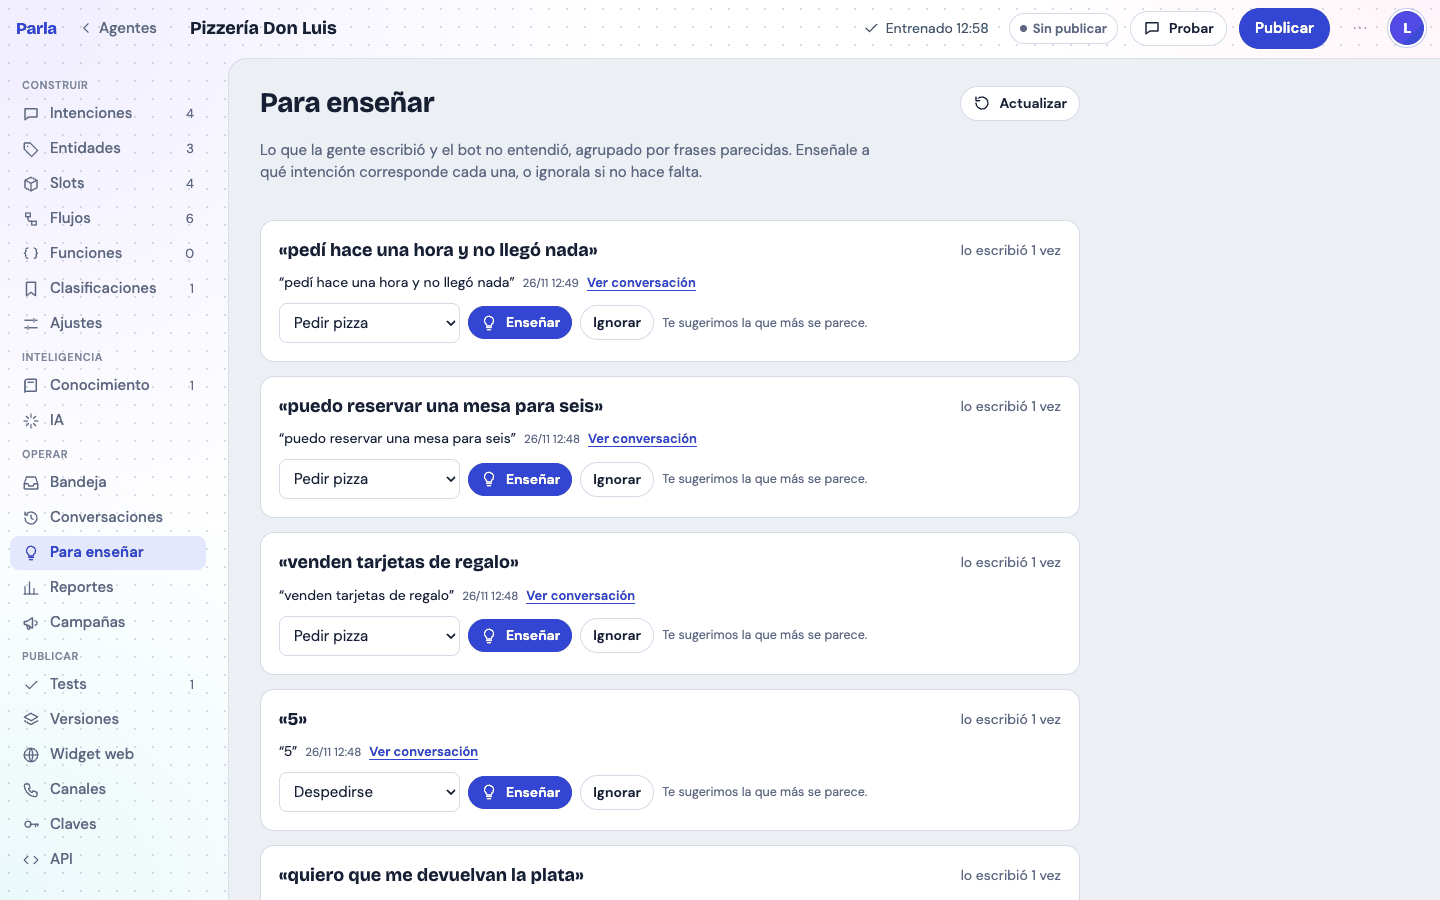 Parla
Agentes
Pizzería Don Luis
Entrenado 12:58
Sin publicar
Probar
Publicar
L
CONSTRUIR
Intenciones 4
Entidades 3
Slots 4
Flujos 6
Funciones 0
Clasificaciones 1
Ajustes
INTELIGENCIA
Conocimiento 1
IA
OPERAR
Bandeja
Conversaciones
Para enseñar
Reportes
Campañas
PUBLICAR
Tests 1
Versiones
Widget web
Canales
Claves
API
Para enseñar
Actualizar
Lo que la gente escribió y el bot no entendió, agrupado por frases parecidas. Enseñale a
qué intención corresponde cada una, o ignorala si no hace falta.
«pedí hace una hora y no llegó nada» lo escribió 1 vez
“pedí hace una hora y no llegó nada” 26/11 12:49 Ver conversación
Pedir pizza Enseñar Ignorar Te sugerimos la que más se parece.
«puedo reservar una mesa para seis» lo escribió 1 vez
“puedo reservar una mesa para seis” 26/11 12:48 Ver conversación
Pedir pizza Enseñar Ignorar Te sugerimos la que más se parece.
«venden tarjetas de regalo» lo escribió 1 vez
“venden tarjetas de regalo” 26/11 12:48 Ver conversación
Pedir pizza Enseñar Ignorar Te sugerimos la que más se parece.
«5» lo escribió 1 vez
“5” 26/11 12:48 Ver conversación
Despedirse Enseñar Ignorar Te sugerimos la que más se parece.
«quiero que me devuelvan la plata» lo escribió 1 vez